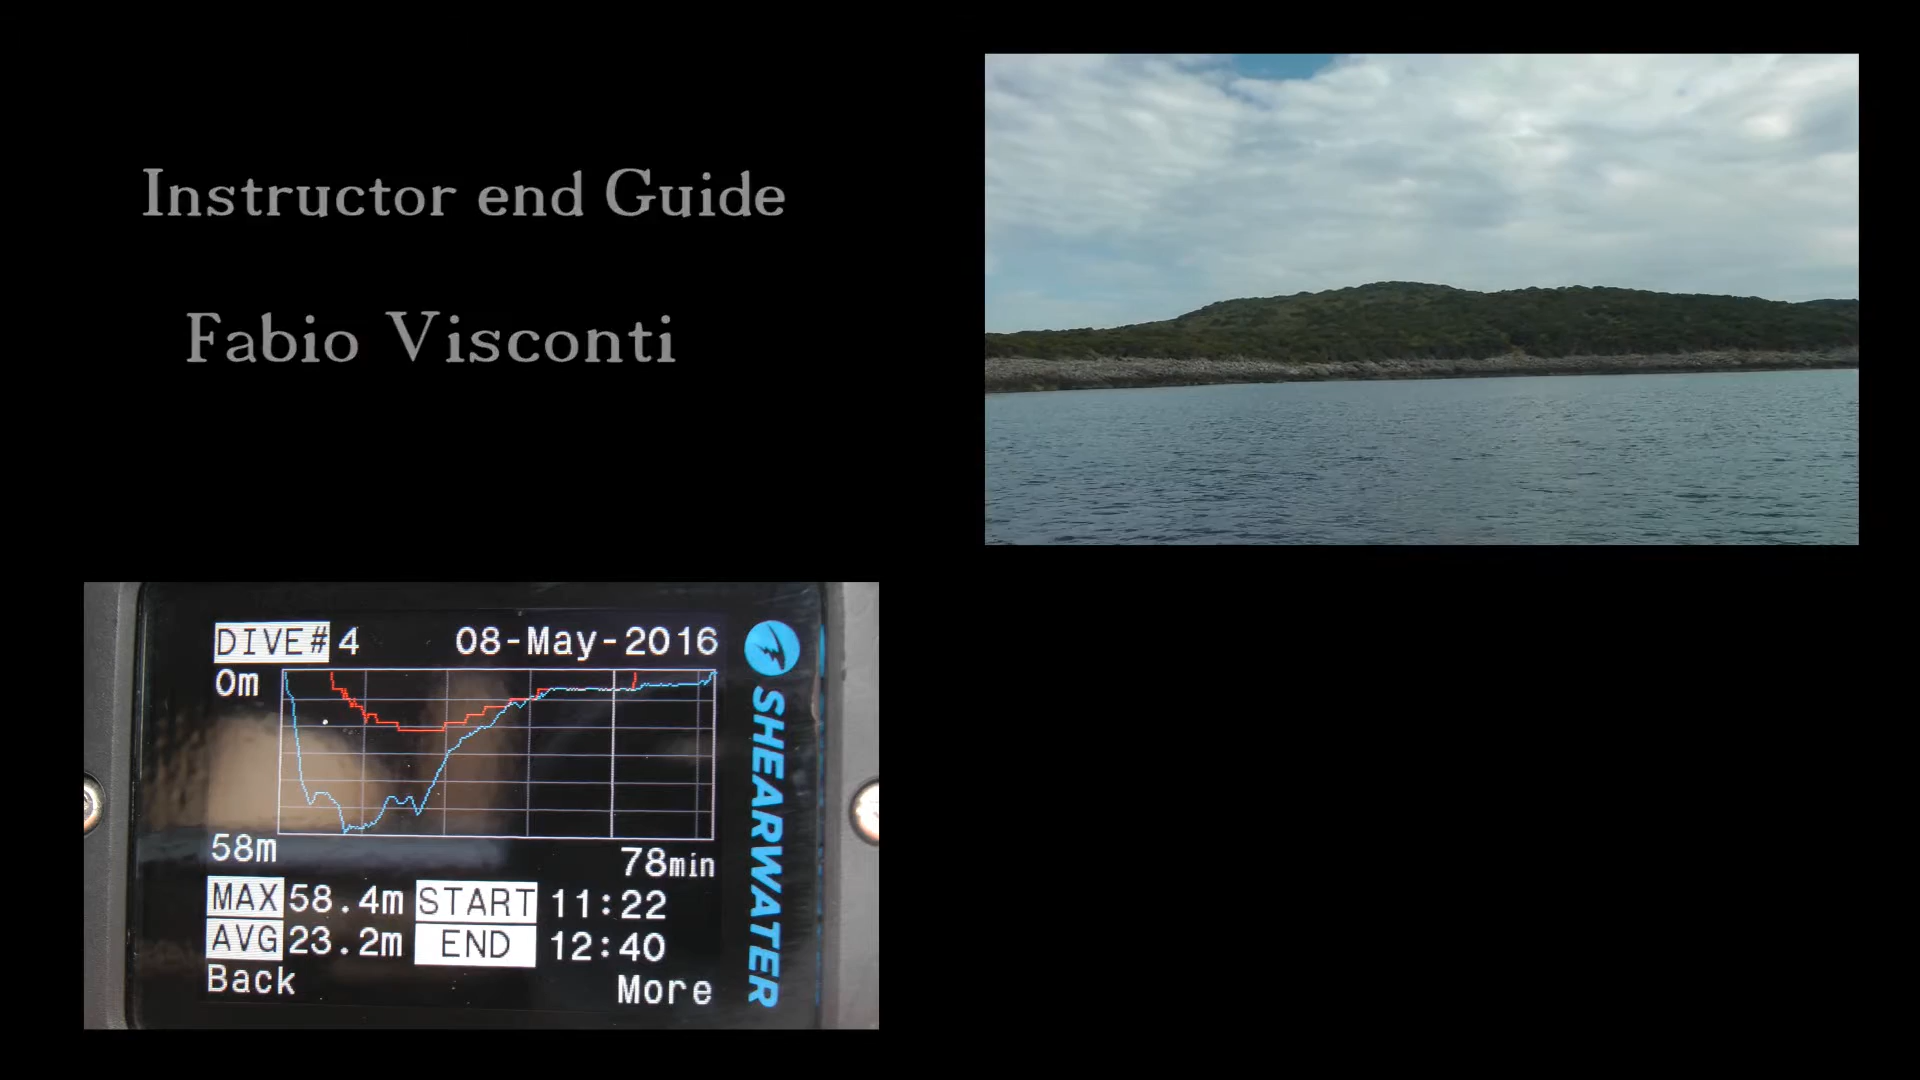 Instructor end Guide
Fabio Visconti
DIVE# 4 08-May-2016
0m
58m 78min
MAX 58.4m START 11:22
AVG 23.2m END 12:40
Back More
SHEARWATER